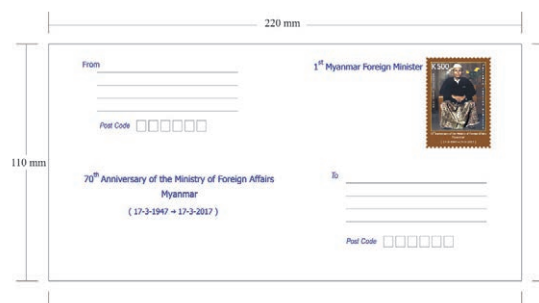 220 mm
110 mm
From
Post Code
1st Myanmar Foreign Minister
K 500
70th Anniversary of the Ministry of Foreign Affairs
Myanmar
( 17-3-1947 → 17-3-2017 )
To
Post Code